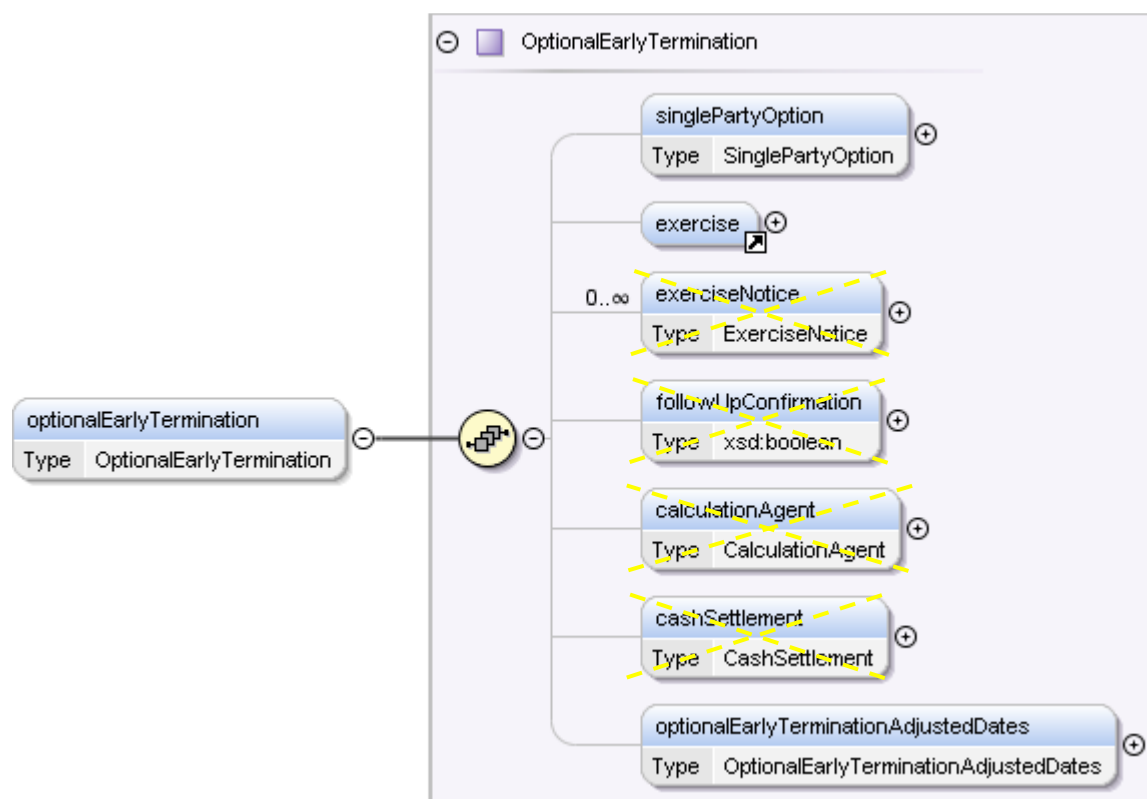 OptionalEarlyTermination
singlePartyOption
Type SinglePartyOption
exercise
0..∞ exerciseNotice
Type ExerciseNotice
followUpConfirmation
Type xsd:boolean
optionalEarlyTermination
Type OptionalEarlyTermination
calculationAgent
Type CalculationAgent
cashSettlement
Type CashSettlement
optionalEarlyTerminationAdjustedDates
Type OptionalEarlyTerminationAdjustedDates